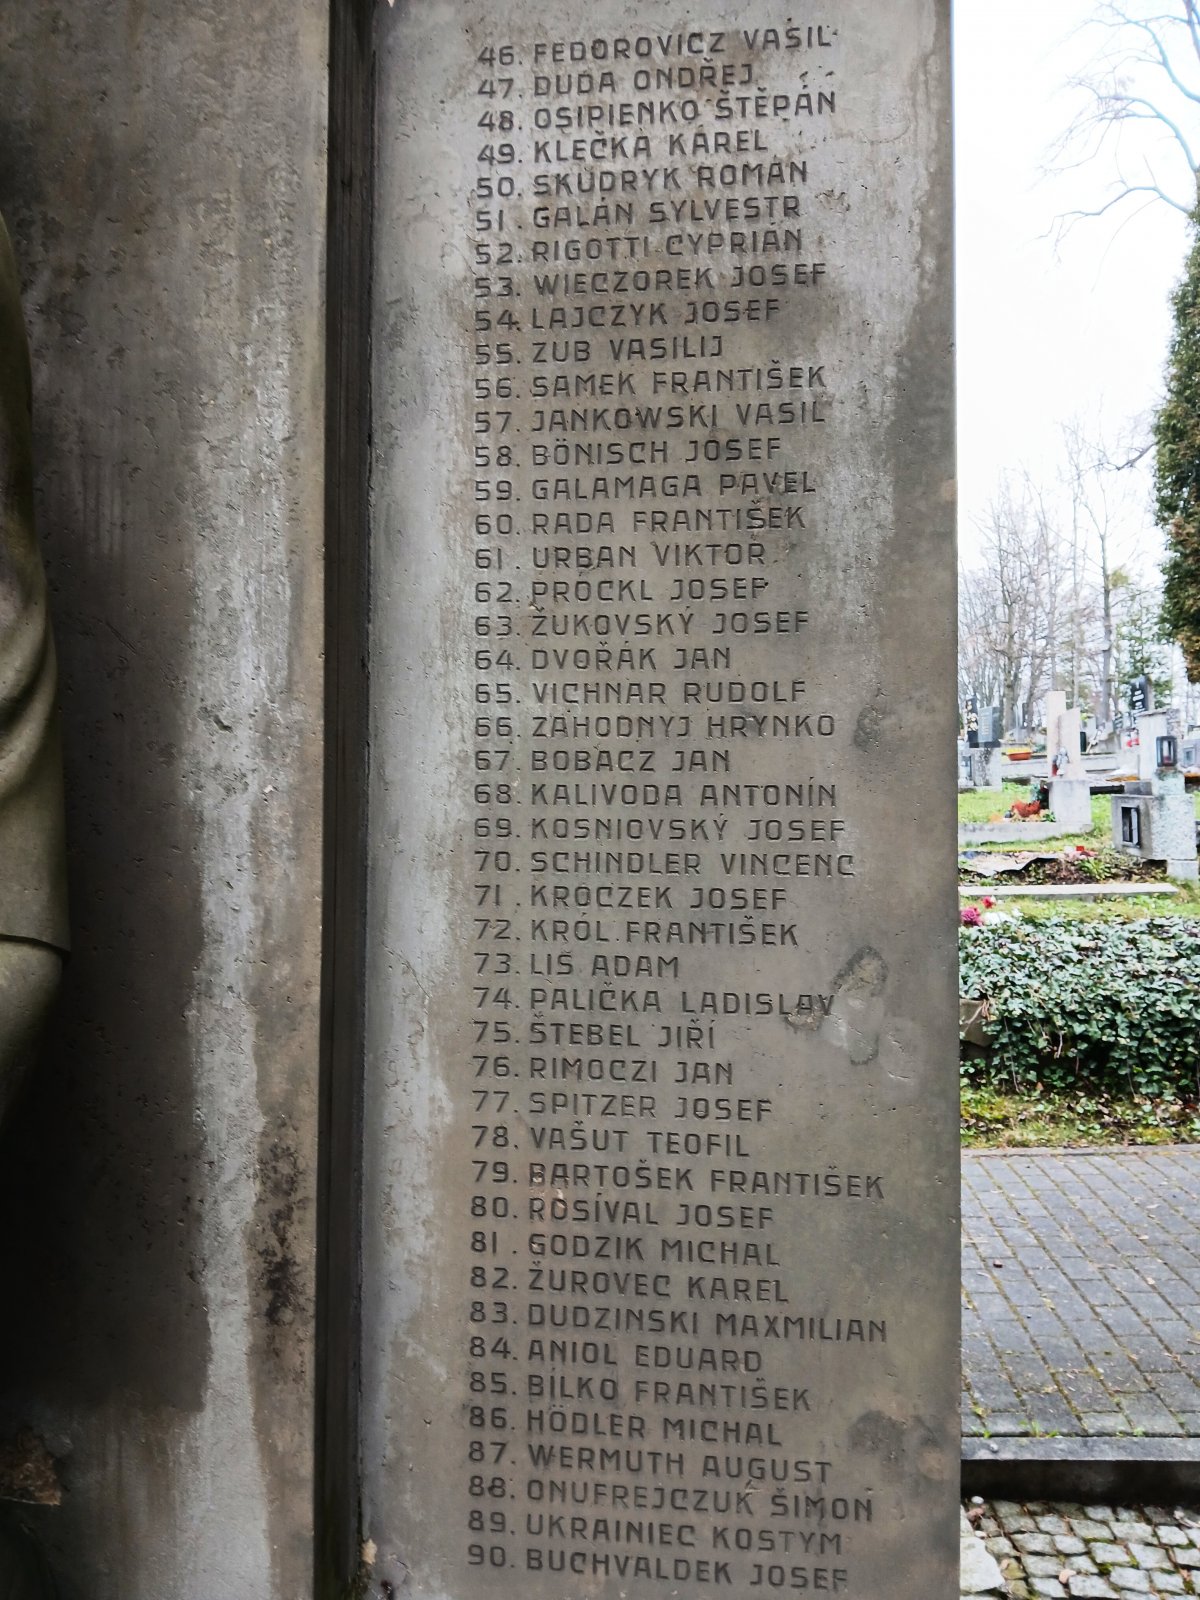 46. FEDOROVICZ VASIL
47. DUDA ONDŘEJ
48. OSIPIENKO ŠTĚPÁN
49. KLEČKA KAREL
50. SKUDRYK ROMAN
51. GALÁN SYLVESTR
52. RIGOTTI CYPRIÁN
53. WIECZOREK JOSEF
54. LAJCZYK JOSEF
55. ZUB VASILIJ
56. SAMEK FRANTIŠEK
57. JANKOWSKI VASIL
58. BÖNISCH JOSEF
59. GALAMAGA PAVEL
60. RADA FRANTIŠEK
61. URBAN VIKTOR
62. PRÖCKL JOSEF
63. ŽUKOVSKÝ JOSEF
64. DVOŘÁK JAN
65. VICHNAR RUDOLF
66. ZAHODNYJ HRYNKO
67. BOBACZ JAN
68. KALIVODA ANTONÍN
69. KOSNIOVSKÝ JOSEF
70. SCHINDLER VINCENC
71. KROCZEK JOSEF
72. KRÓL FRANTIŠEK
73. LIS ADAM
74. PALIČKA LADISLAV
75. ŠTEBEL JIŘÍ
76. RIMOCZI JAN
77. SPITZER JOSEF
78. VAŠUT TEOFIL
79. BARTOŠEK FRANTIŠEK
80. ROSÍVAL JOSEF
81. GODZIK MICHAL
82. ŽUROVEC KAREL
83. DUDZINSKI MAXMILIAN
84. ANIOL EDUARD
85. BÍLKO FRANTIŠEK
86. HÖDLER MICHAL
87. WERMUTH AUGUST
88. ONUFREJCZUK ŠIMON
89. UKRAINIEC KOSTYM
90. BUCHVALDEK JOSEF